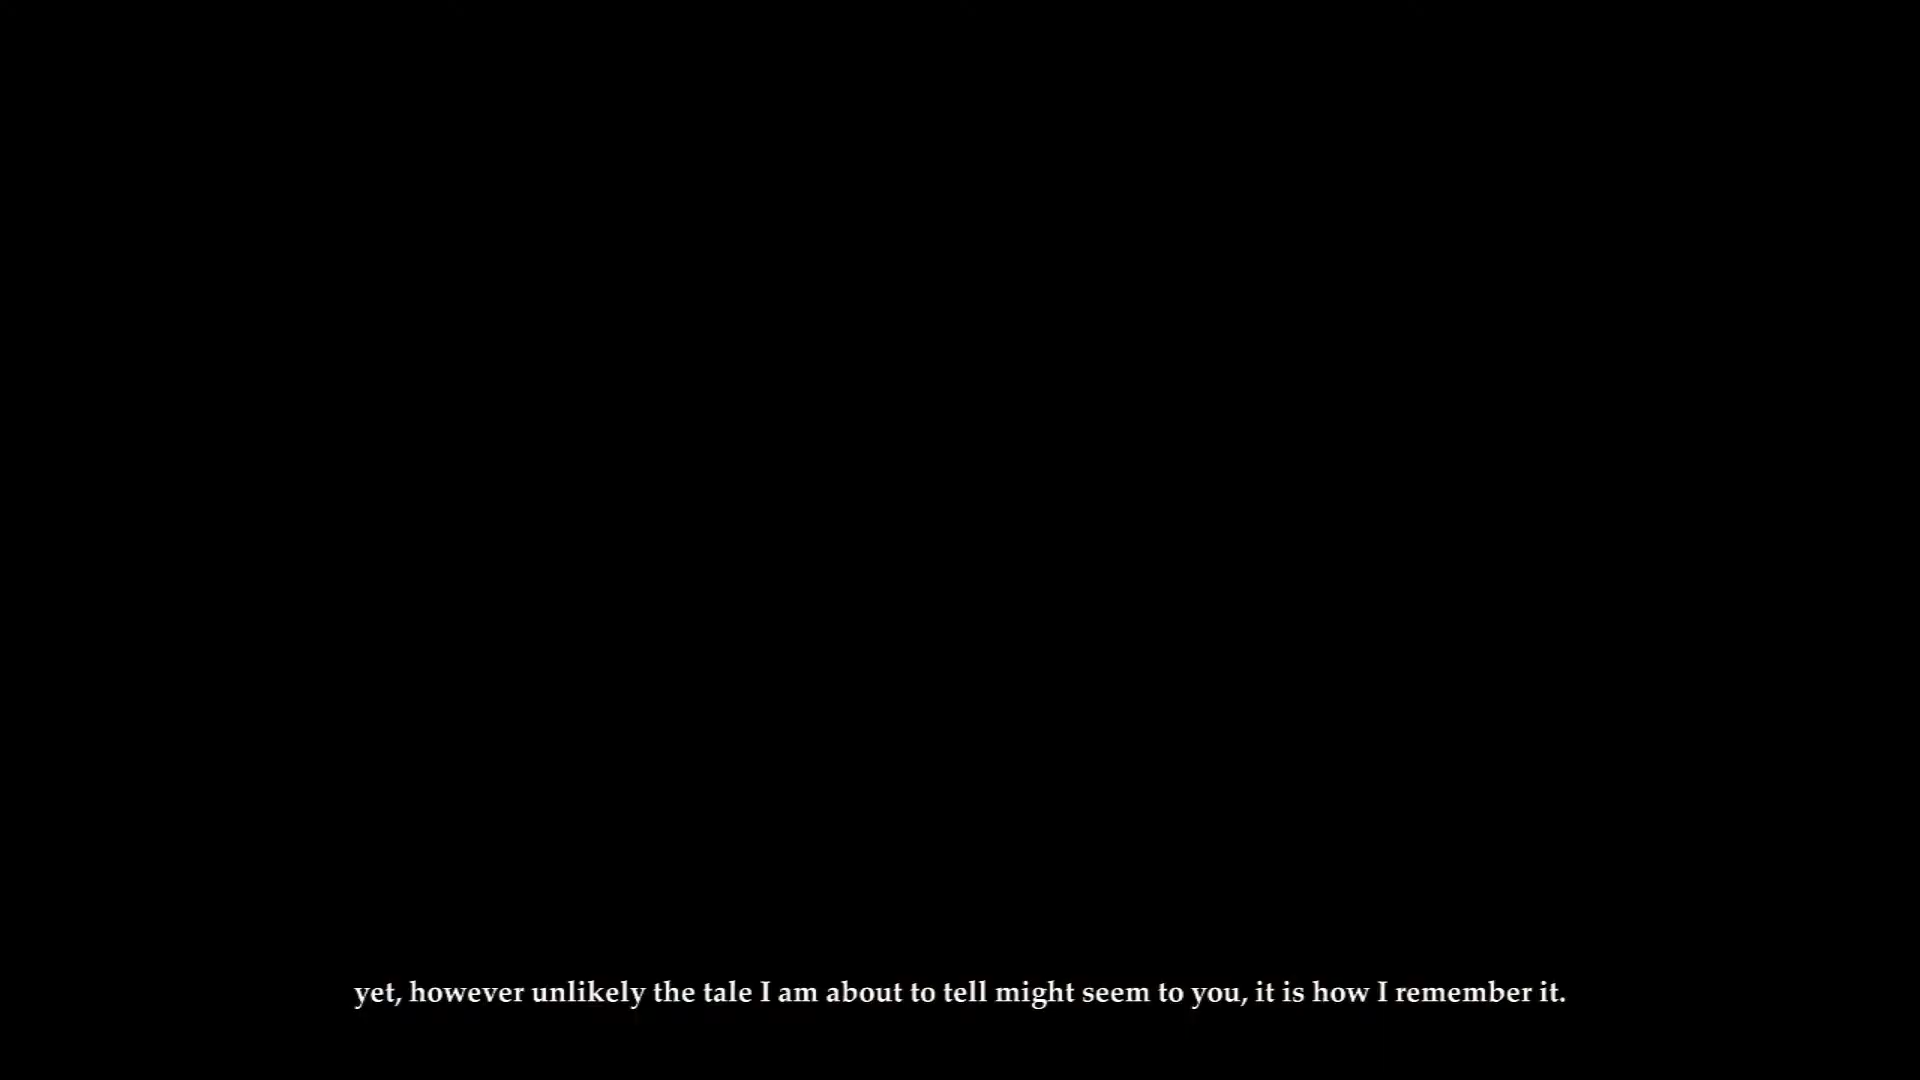 yet, however unlikely the tale I am about to tell might seem to you, it is how I remember it.